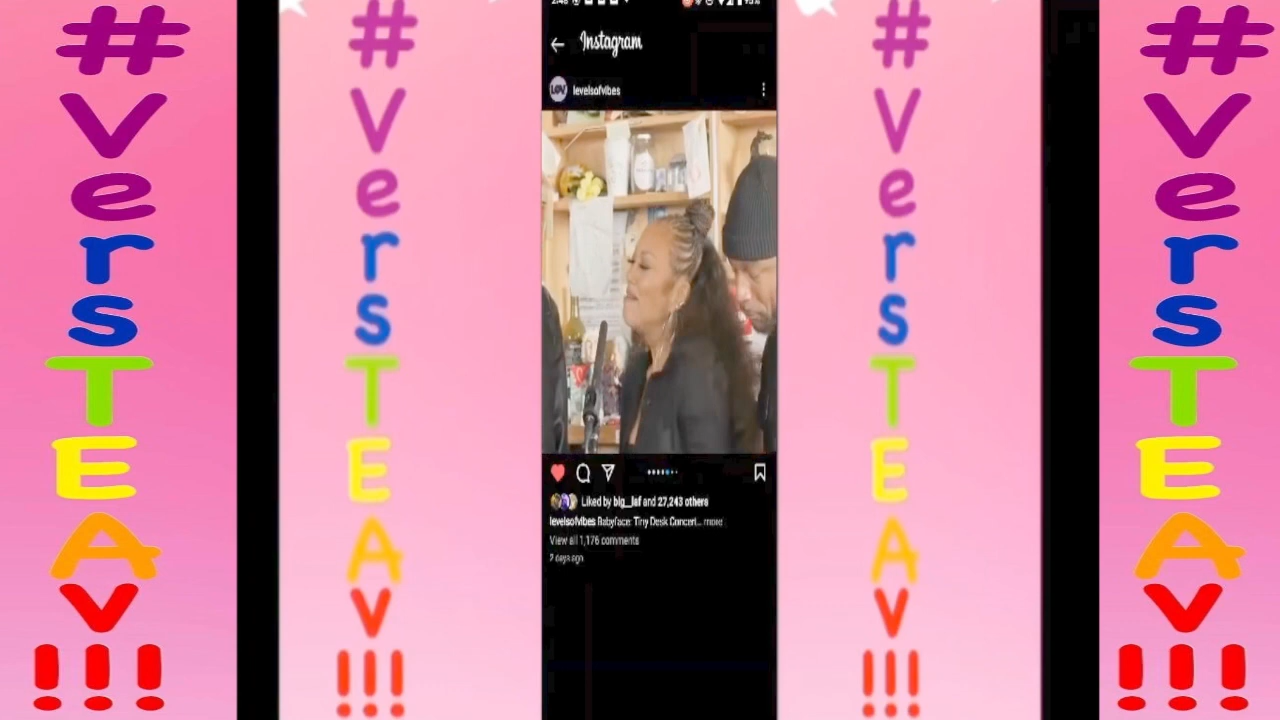 #VersTEAV!!!
#VersTEAV!!!
Instagram
levelsofvibes
Liked by big_laf and 27,243 others
levelsofvibes Babyface: Tiny Desk Concert... more
View all 1,176 comments
2 days ago
#VersTEAV!!!
#VersTEAV!!!